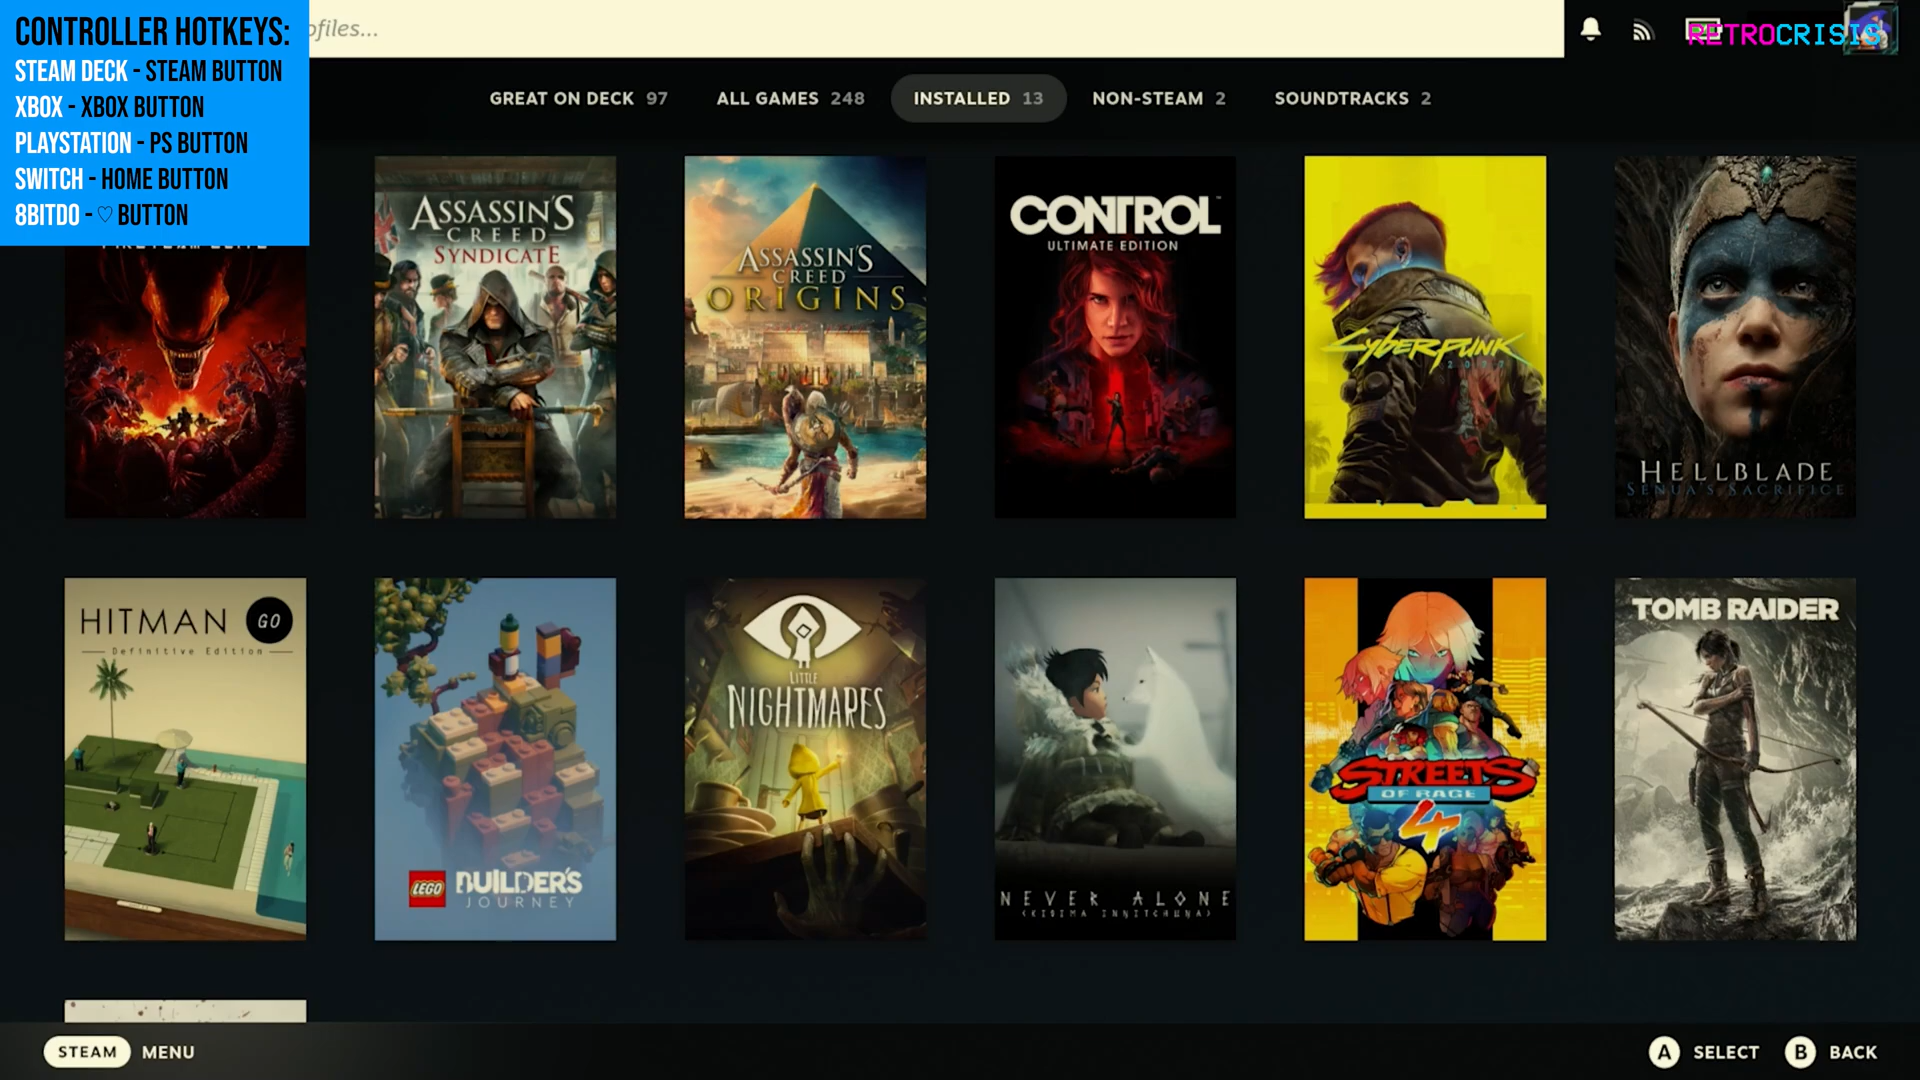 CONTROLLER HOTKEYS:
STEAM DECK - STEAM BUTTON
XBOX - XBOX BUTTON
PLAYSTATION - PS BUTTON
SWITCH - HOME BUTTON
8BITDO - ♡ BUTTON
ofiles...
RETROCRISIS
GREAT ON DECK 97
ALL GAMES 248
INSTALLED 13
NON-STEAM 2
SOUNDTRACKS 2
ASSASSIN'S
CREED
SYNDICATE
ASSASSIN'S
CREED
ORIGINS
CONTROL
ULTIMATE EDITION
Cyberpunk
2077
HELLBLADE
SENUA'S SACRIFICE
HITMAN GO
Definitive Edition
LEGO BUILDER'S
JOURNEY
LITTLE
NIGHTMARES
NEVER ALONE
(KISIMA INNITCHUNA)
STREETS
OF RAGE
4
TOMB RAIDER
STEAM MENU
A SELECT
B BACK